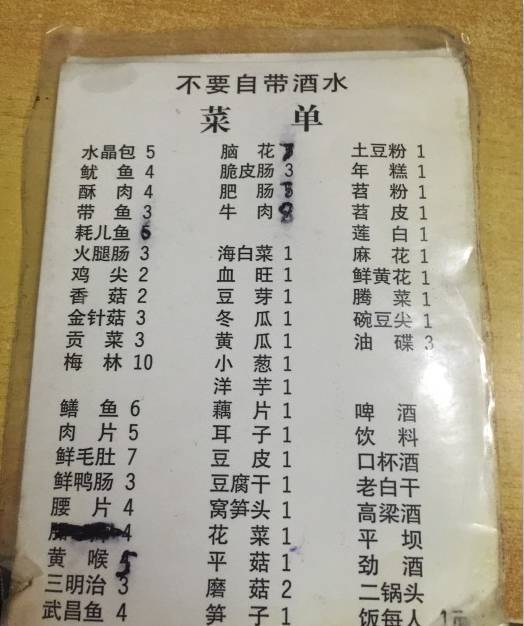 不要自带酒水
菜 单
水晶包 5
鱿 鱼 4
酥 肉 4
带 鱼 3
耗儿鱼 6
火腿肠 3
鸡 尖 2
香 菇 2
金针菇 3
贡 菜 3
梅 林 10
鳝 鱼 6
肉 片 5
鲜毛肚 7
鲜鸭肠 3
腰 片 4
4
黄 喉 5
三明治 3
武昌鱼 4
脑 花
脆皮肠 3
肥 肠
牛 肉
海白菜 1
血 旺 1
豆 芽 1
冬 瓜 1
黄 瓜 1
小 葱 1
洋 芋 1
藕 片 1
耳 子 1
豆 皮 1
豆腐干 1
窝笋头 1
花 菜 1
平 菇 1
磨 菇 2
笋 子 1
土豆粉 1
年 糕 1
苕 粉 1
苕 皮 1
莲 白 1
麻 花 1
鲜黄花 1
腾 菜 1
碗豆尖 1
油 碟 3
啤 酒
饮 料
口杯酒
老白干
高梁酒
平 坝
劲 酒
二锅头
饭每人 1元